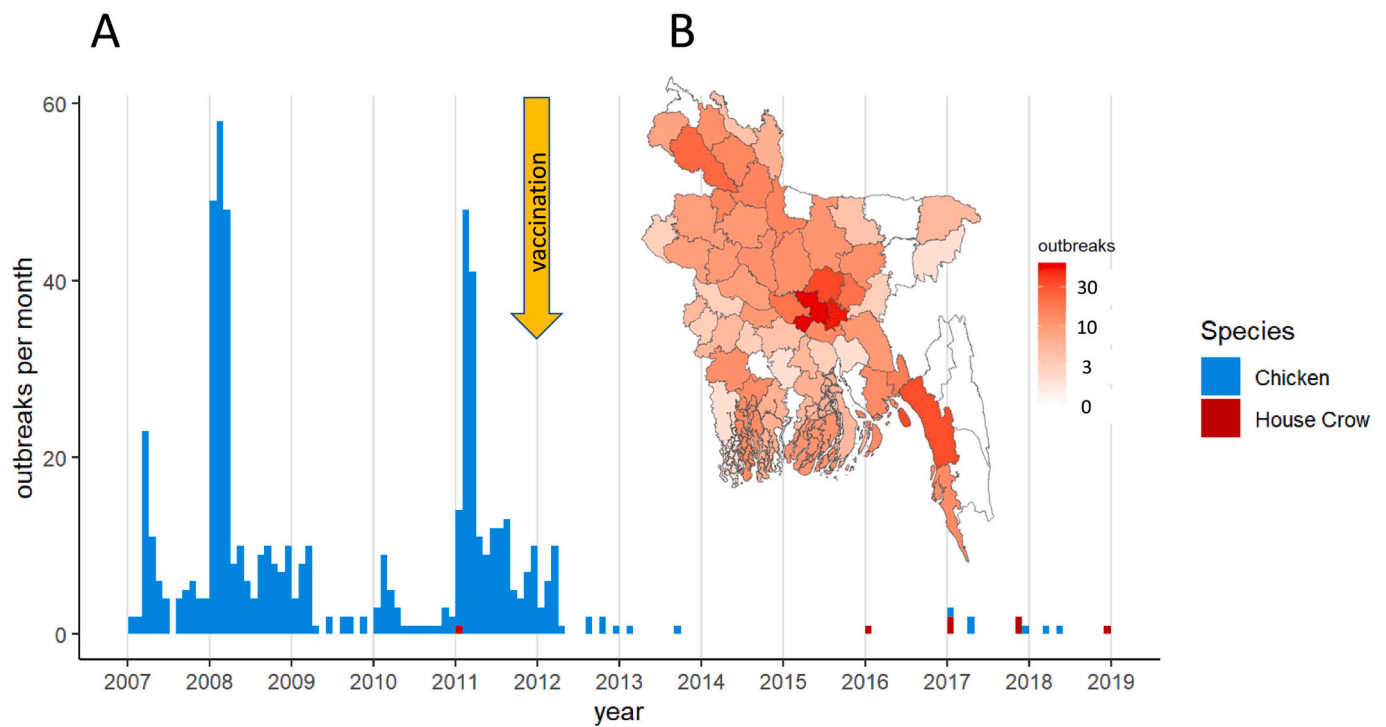 A
B
60
40
20
0
outbreaks per month
vaccination
outbreaks
30
10
3
0
Species
Chicken
House Crow
2007 2008 2009 2010 2011 2012 2013 2014 2015 2016 2017 2018 2019
year